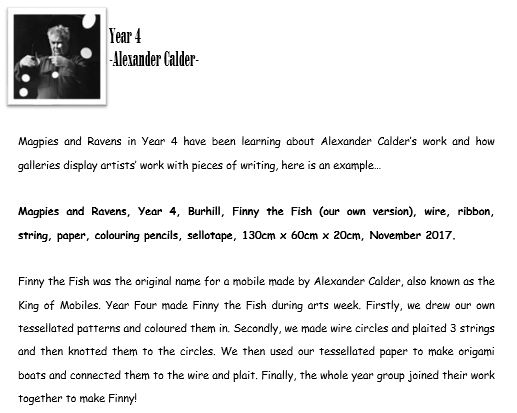 Year 4
-Alexander Calder-
Magpies and Ravens in Year 4 have been learning about Alexander Calder's work and how
galleries display artists' work with pieces of writing, here is an example...
Magpies and Ravens, Year 4, Burhill, Finny the Fish (our own version), wire, ribbon,
string, paper, colouring pencils, sellotape, 130cm x 60cm x 20cm, November 2017.
Finny the Fish was the original name for a mobile made by Alexander Calder, also known as the
King of Mobiles. Year Four made Finny the Fish during arts week. Firstly, we drew our own
tessellated patterns and coloured them in. Secondly, we made wire circles and plaited 3 strings
and then knotted them to the circles. We then used our tessellated paper to make origami
boats and connected them to the wire and plait. Finally, the whole year group joined their work
together to make Finny!